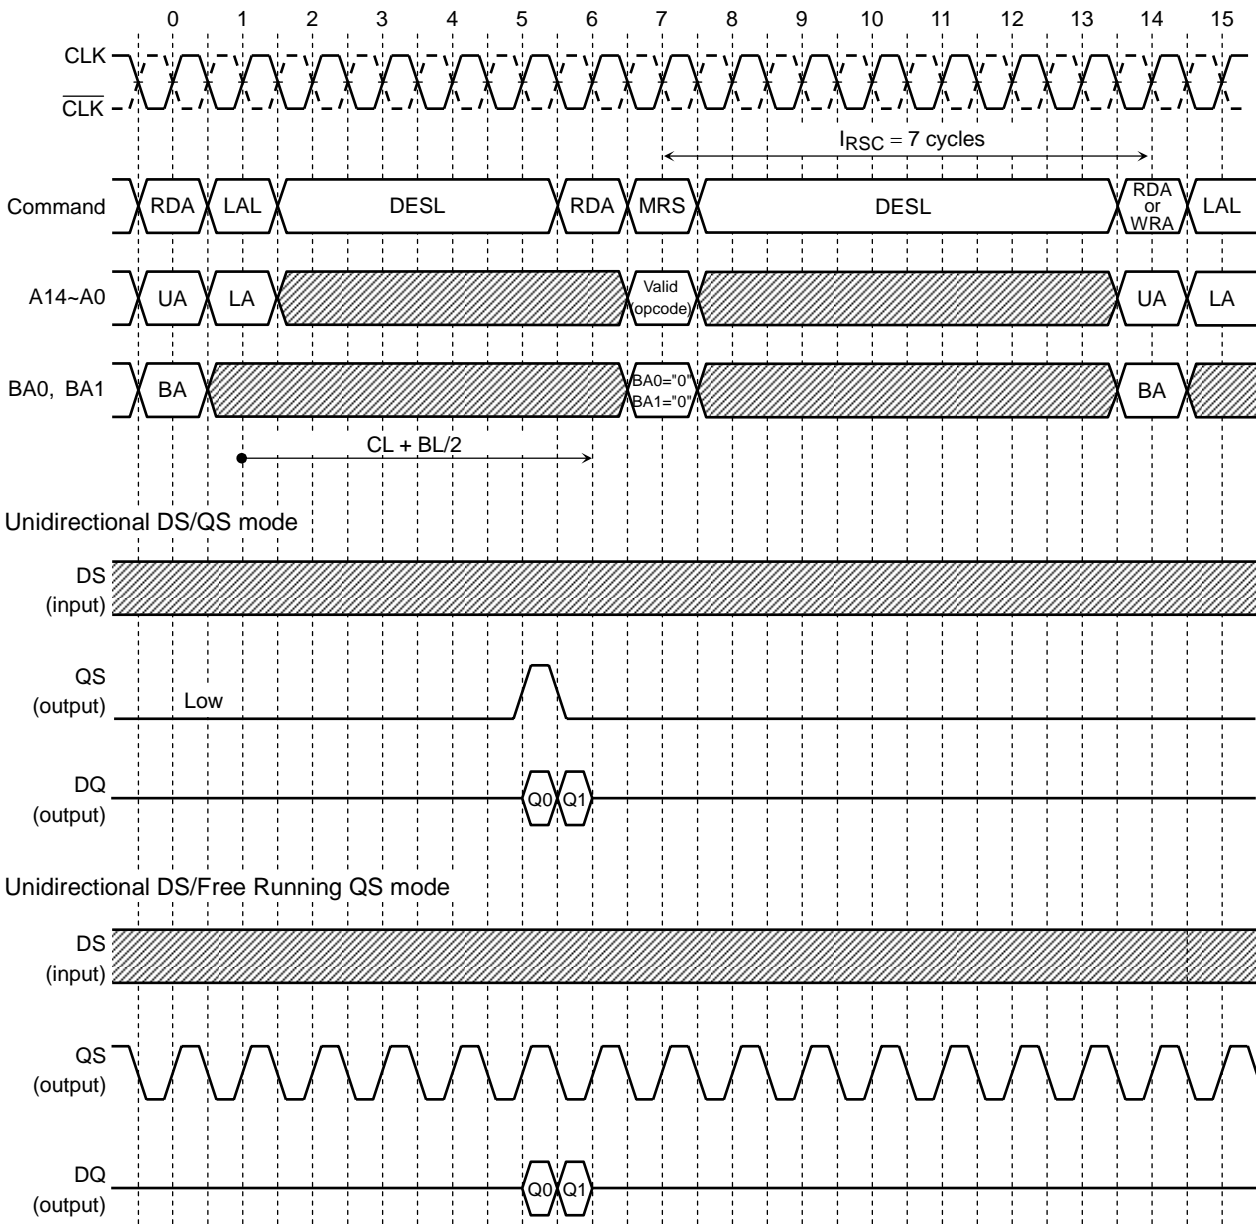 0 1 2 3 4 5 6 7 8 9 10 11 12 13 14 15
CLK
CLK
IRSC = 7 cycles
Command RDA LAL DESL RDA MRS DESL RDA or WRA LAL
A14~A0 UA LA Valid (opcode) UA LA
BA0, BA1 BA BA0="0" BA1="0" BA
CL + BL/2
Unidirectional DS/QS mode
DS
(input)
QS
(output)
Low
DQ
(output)
Q0 Q1
Unidirectional DS/Free Running QS mode
DS
(input)
QS
(output)
DQ
(output)
Q0 Q1